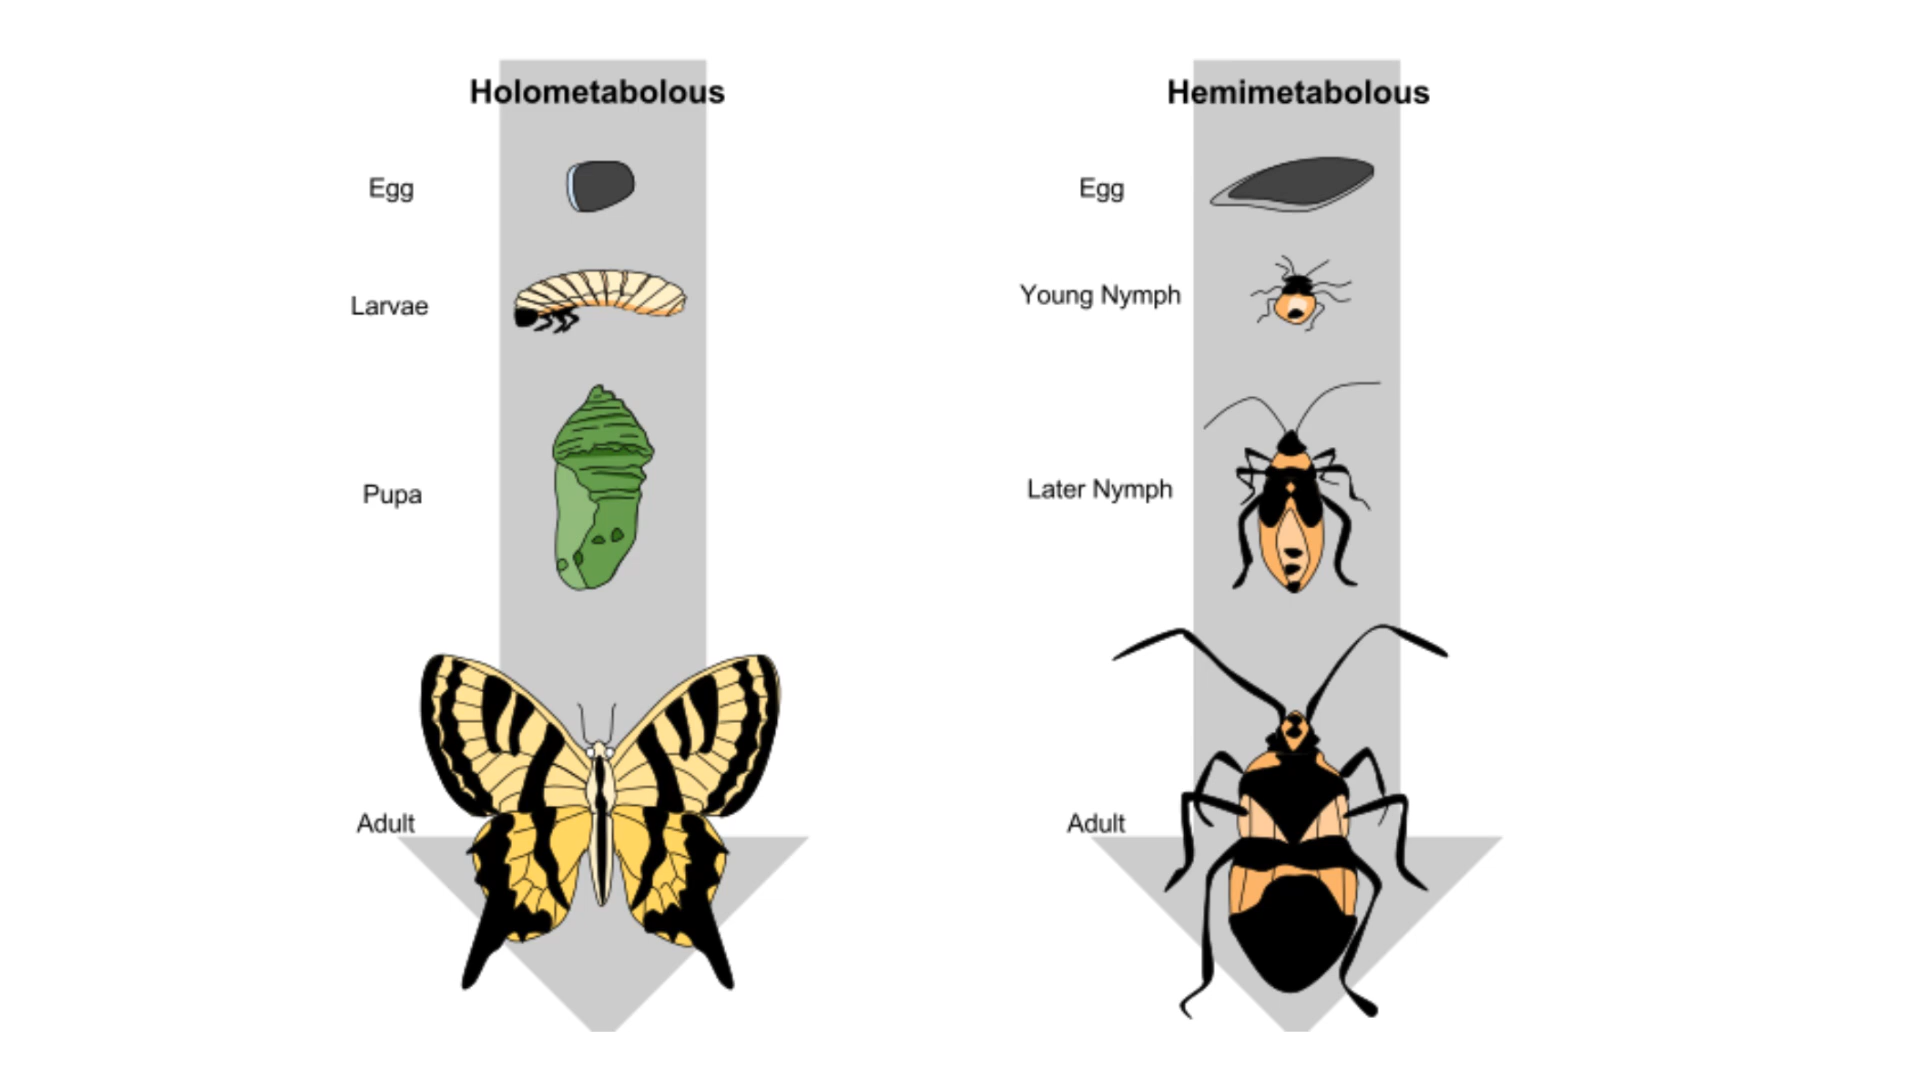 Holometabolous
Egg
Larvae
Pupa
Adult
Hemimetabolous
Egg
Young Nymph
Later Nymph
Adult